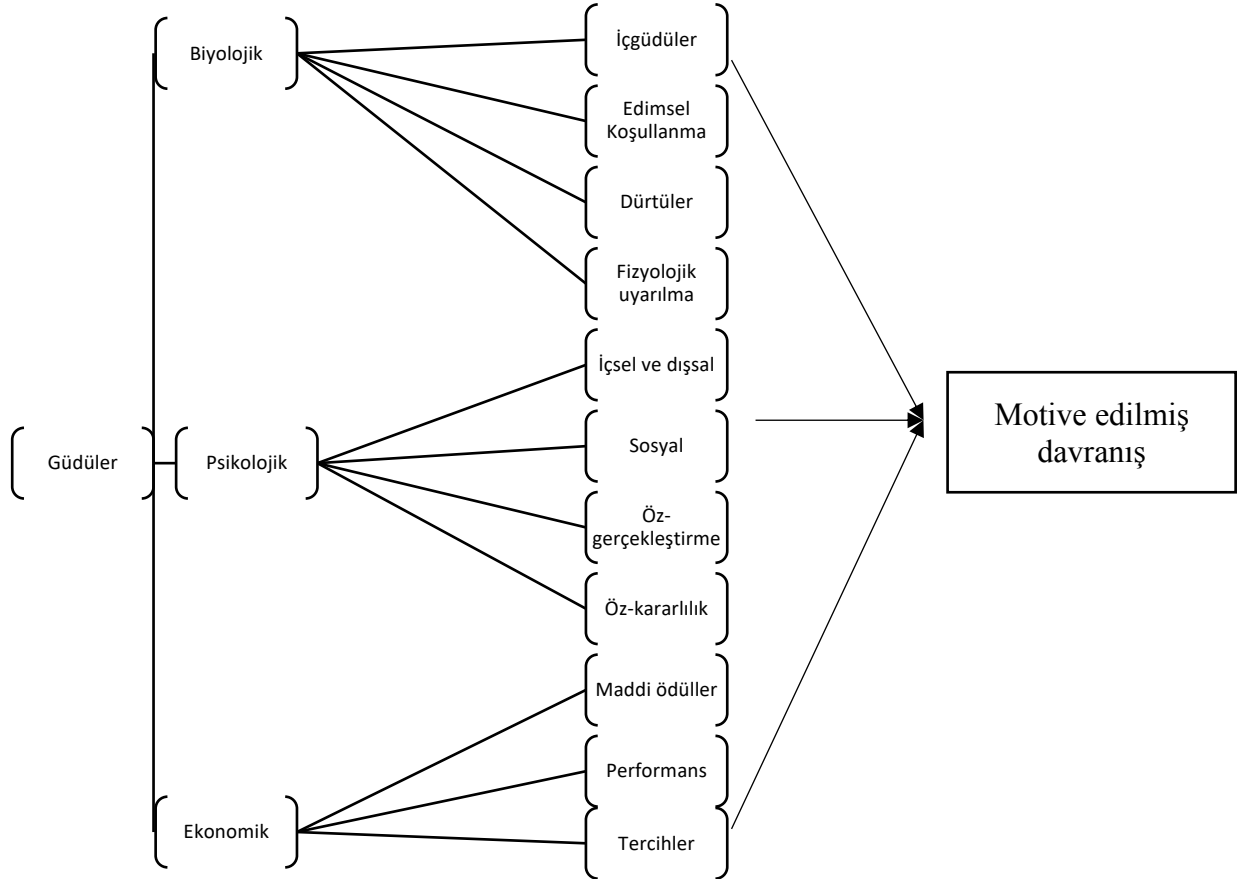 Güdüler
Biyolojik
İçgüdüler
Edimsel
Koşullanma
Dürtüler
Fizyolojik
uyarılma
Psikolojik
İçsel ve dışsal
Sosyal
Öz-
gerçekleştirme
Öz-kararlılık
Ekonomik
Maddi ödüller
Performans
Tercihler
Motive edilmiş
davranış